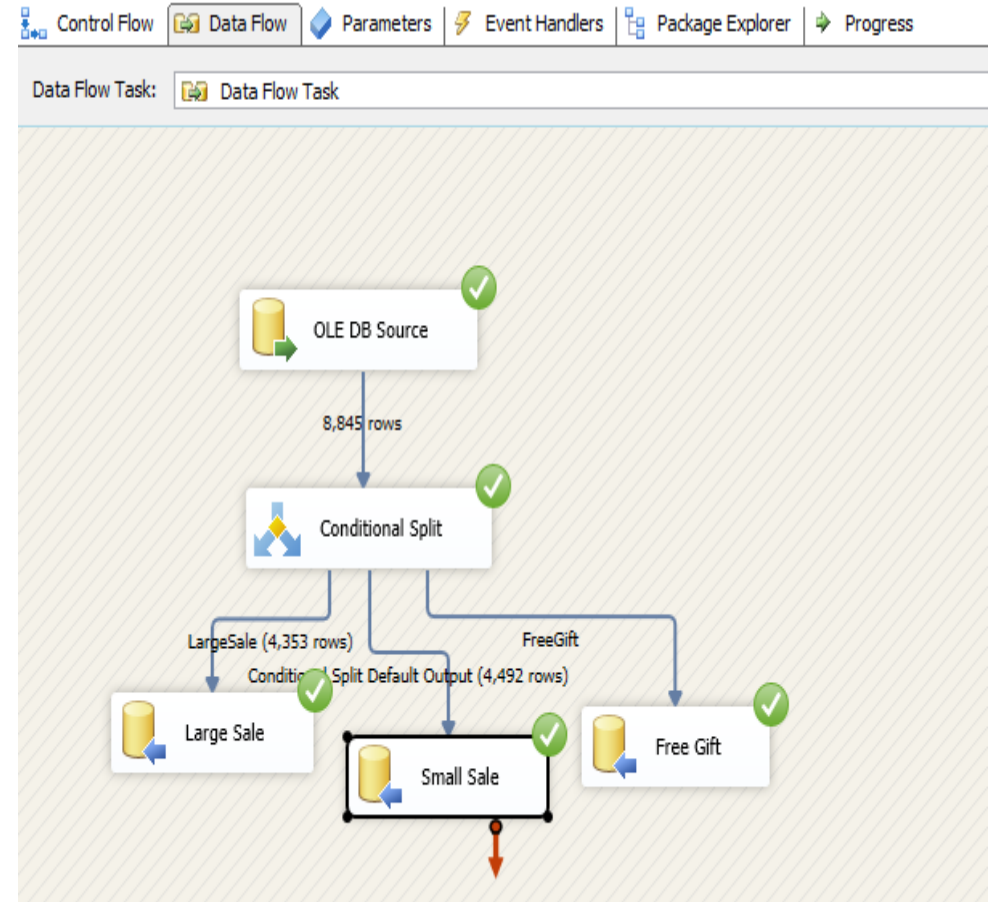 Control Flow Data Flow Parameters Event Handlers Package Explorer Progress
Data Flow Task: Data Flow Task
OLE DB Source
8,845 rows
Conditional Split
LargeSale (4,353 rows) FreeGift
Conditional Split Default Output (4,492 rows)
Large Sale
Free Gift
Small Sale